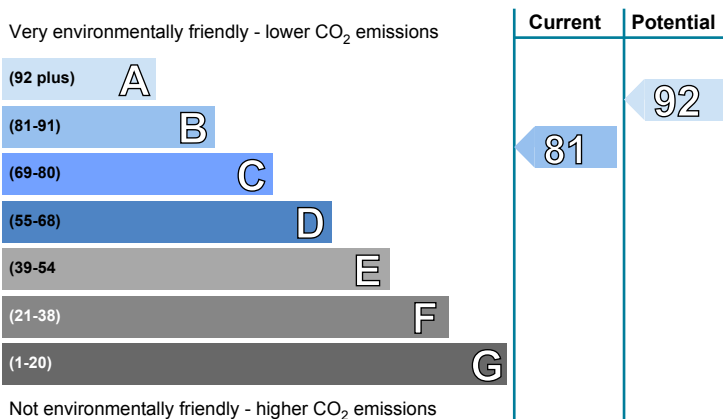 Current Potential
Very environmentally friendly - lower CO2 emissions
(92 plus) A
92
(81-91) B
81
(69-80) C
(55-68) D
(39-54 E
(21-38) F
(1-20) G
Not environmentally friendly - higher CO2 emissions